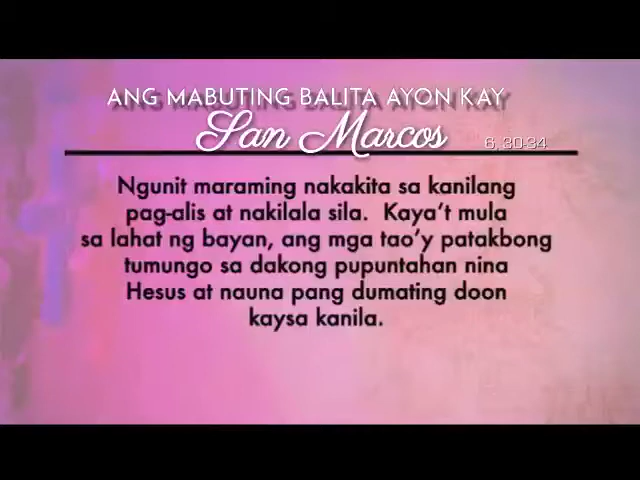 ANG MABUTING BALITA AYON KAY
San Marcos 6, 30-34
Ngunit maraming nakakita sa kanilang
pag-alis at nakilala sila. Kaya't mula
sa lahat ng bayan, ang mga tao'y patakbong
tumungo sa dakong pupuntahan nina
Hesus at nauna pang dumating doon
kaysa kanila.